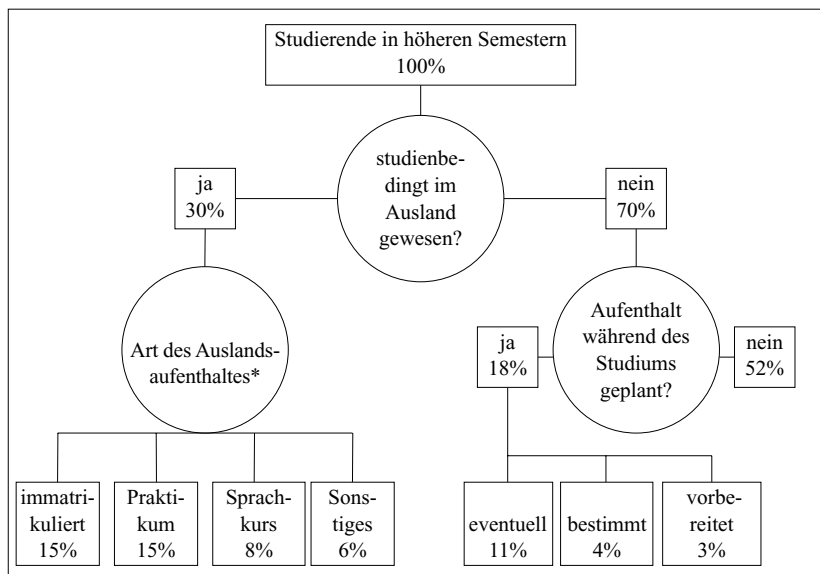 Studierende in höheren Semestern
100%
studienbe-
dingt im
Ausland
gewesen?
ja
30%
nein
70%
Art des Auslands-
aufenthaltes*
Aufenthalt
während des
Studiums
geplant?
ja
18%
nein
52%
immatri-
kuliert
15%
Prakti-
kum
15%
Sprach-
kurs
8%
Sons-
tiges
6%
eventuell
11%
bestimmt
4%
vorbe-
reitet
3%